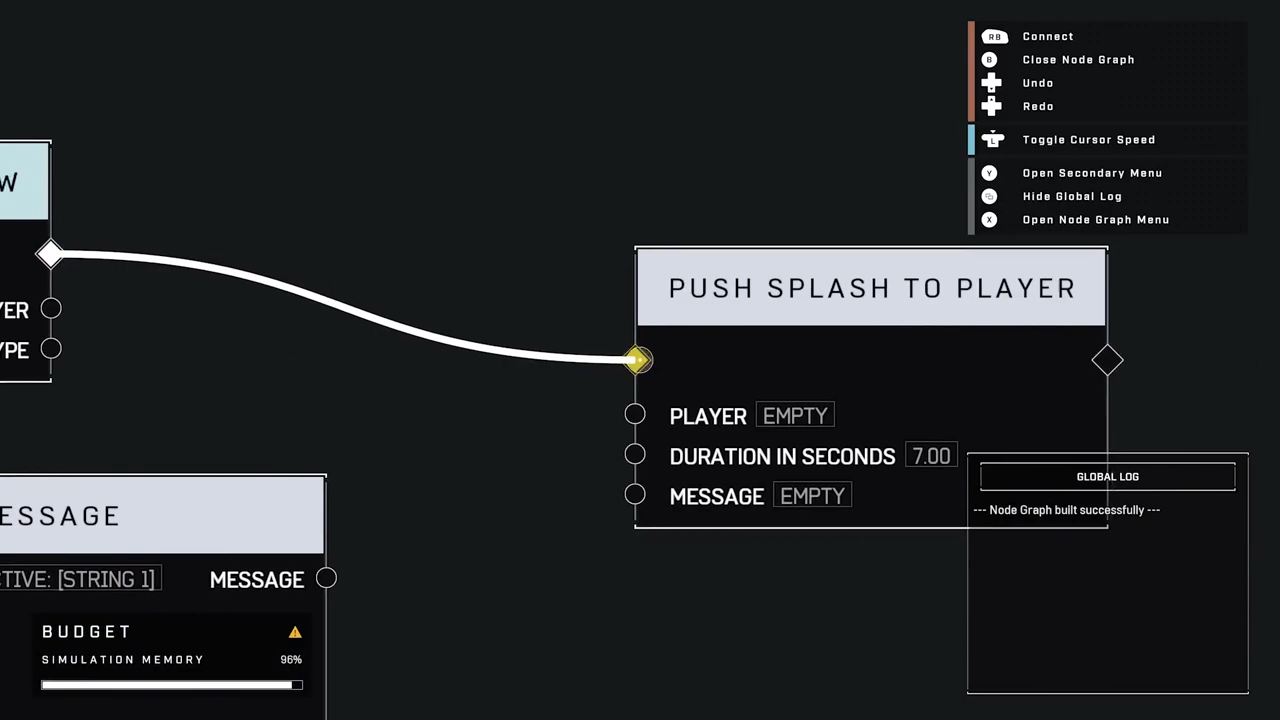 RB Connect
B Close Node Graph
Undo
Redo
L Toggle Cursor Speed
Y Open Secondary Menu
Hide Global Log
X Open Node Graph Menu
W
YER
YPE
PUSH SPLASH TO PLAYER
PLAYER EMPTY
DURATION IN SECONDS 7.00
MESSAGE EMPTY
GLOBAL LOG
--- Node Graph built successfully ---
ESSAGE
CTIVE: [STRING 1] MESSAGE
BUDGET
SIMULATION MEMORY 96%